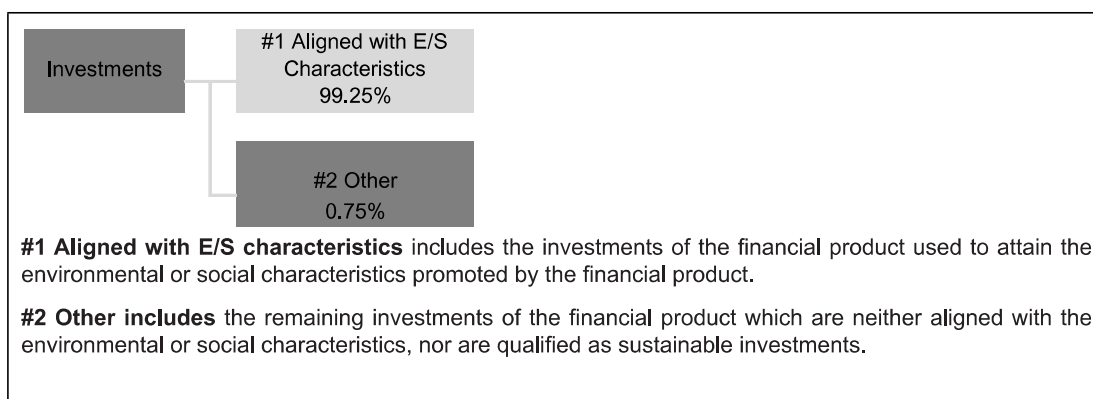 Investments
#1 Aligned with E/S
Characteristics
99.25%
#2 Other
0.75%
#1 Aligned with E/S characteristics includes the investments of the financial product used to attain the
environmental or social characteristics promoted by the financial product.
#2 Other includes the remaining investments of the financial product which are neither aligned with the
environmental or social characteristics, nor are qualified as sustainable investments.